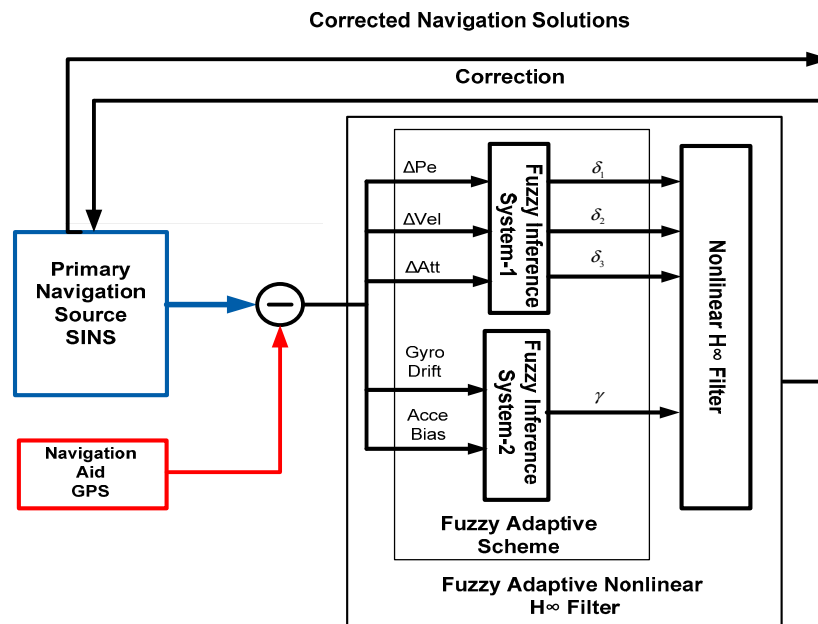 Corrected Navigation Solutions
Correction
Primary
Navigation
Source
SINS
Navigation
Aid
GPS
ΔPe
ΔVel
ΔAtt
Gyro
Drift
Acce
Bias
Fuzzy Inference
System-1
Fuzzy Inference
System-2
δ₁
δ₂
δ₃
γ
Nonlinear H∞ Filter
Fuzzy Adaptive
Scheme
Fuzzy Adaptive Nonlinear
H∞ Filter